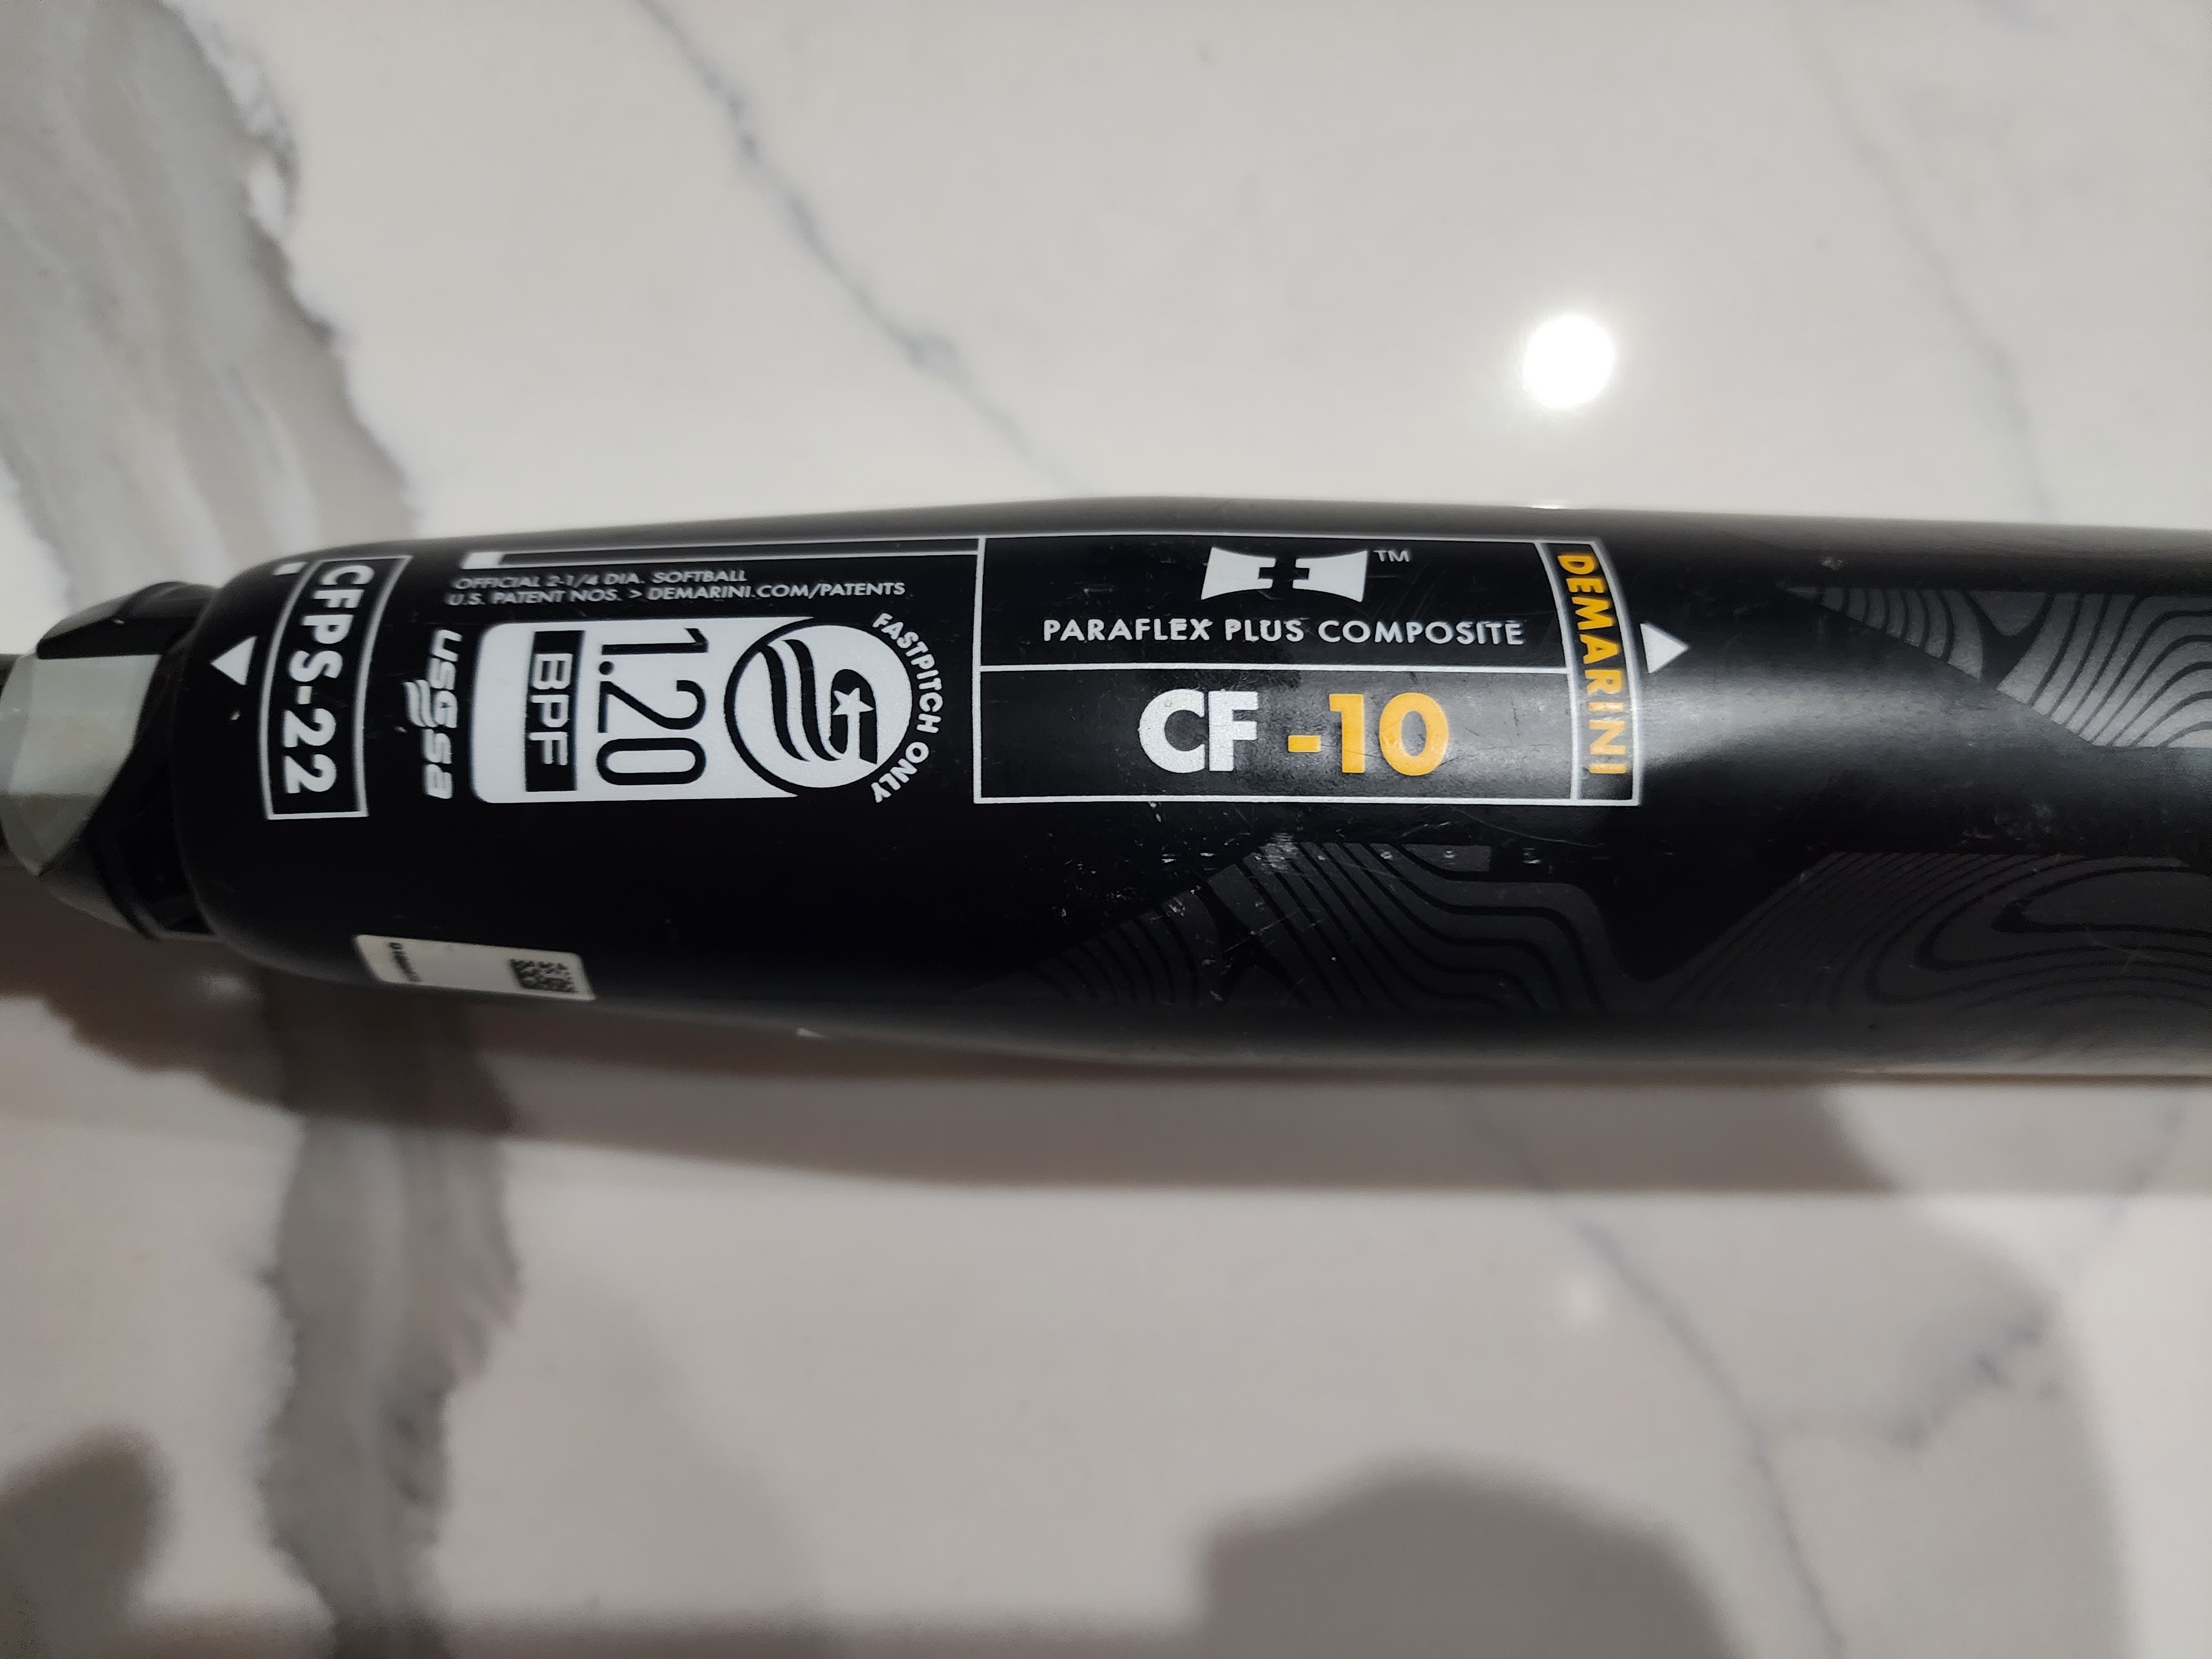 CFPS-22
OFFICIAL 2-1/4 DIA. SOFTBALL
U.S. PATENT NOS. > DEMARINI.COM/PATENTS
USSSA
1.20
BPF
FASTPITCH ONLY
TM
PARAFLEX PLUS COMPOSITE
CF -10
DEMARINI